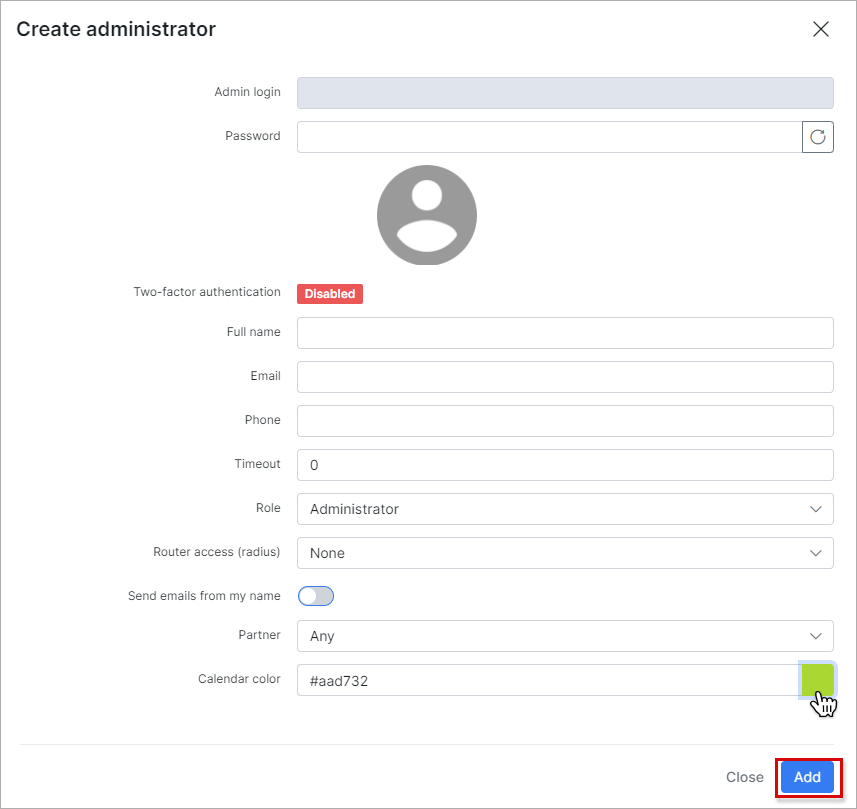 Create administrator
Admin login
Password
Two-factor authentication Disabled
Full name
Email
Phone
Timeout 0
Role Administrator
Router access (radius) None
Send emails from my name
Partner Any
Calendar color #aad732
Close Add